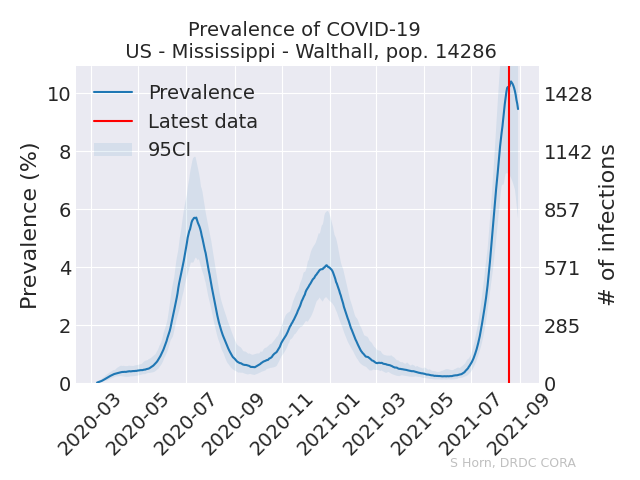 Prevalence of COVID-19
US - Mississippi - Walthall, pop. 14286
Prevalence
Latest data
95CI
Prevalence (%)
10
8
6
4
2
0
1428
1142
857
571
285
0
# of infections
2020-03
2020-05
2020-07
2020-09
2020-11
2021-01
2021-03
2021-05
2021-07
2021-09
S Horn, DRDC CORA